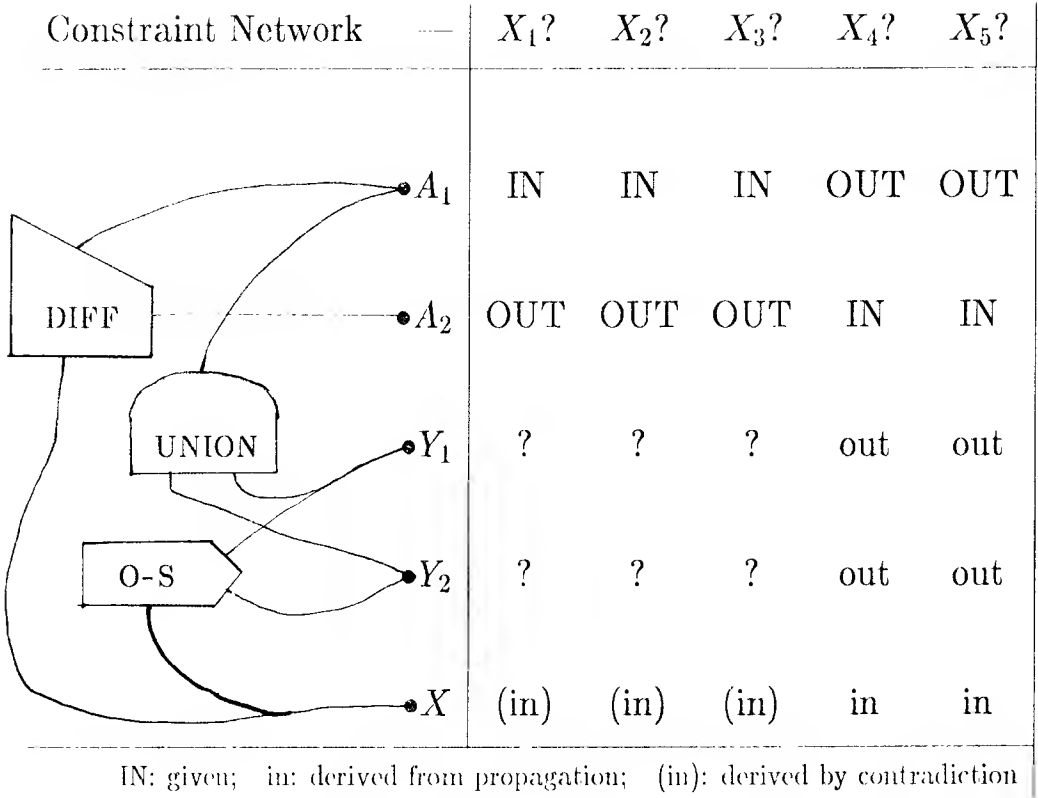 Constraint Network — X₁? X₂? X₃? X₄? X₅?
A₁ IN IN IN OUT OUT
DIFF A₂ OUT OUT OUT IN IN
UNION Y₁ ? ? ? out out
O-S Y₂ ? ? ? out out
X (in) (in) (in) in in
IN: given; in: derived from propagation; (in): derived by contradiction